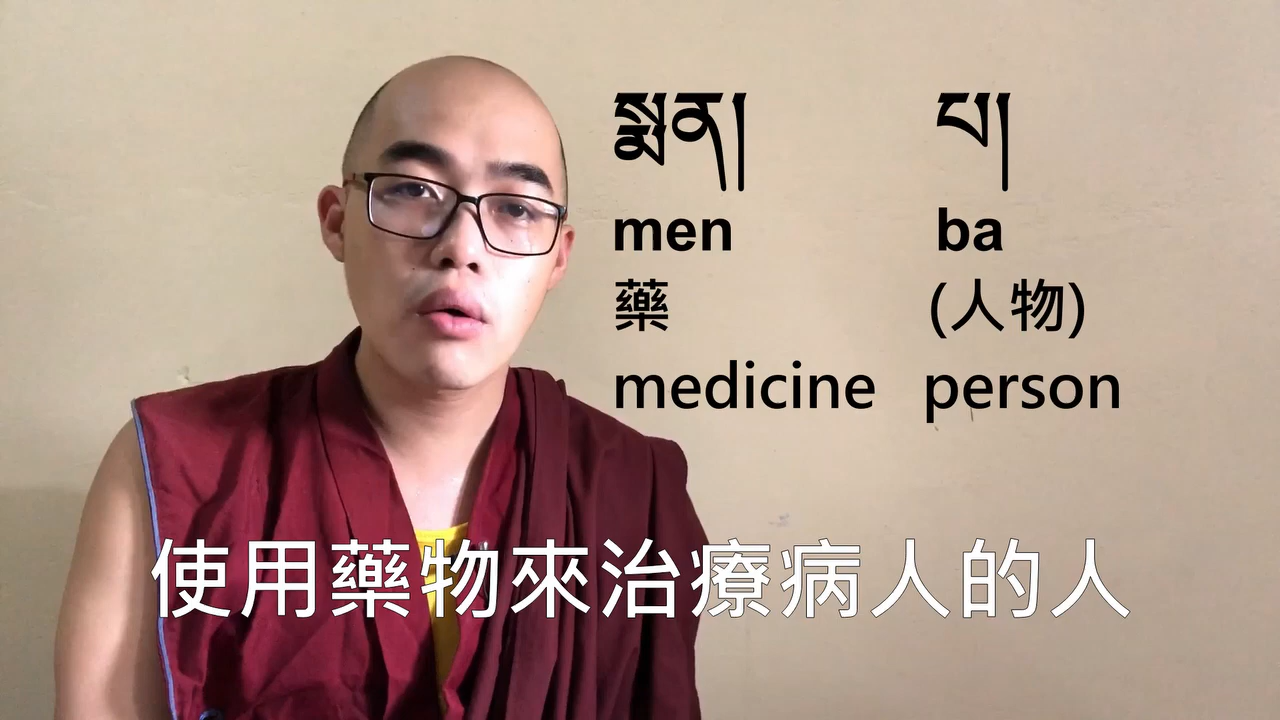 སྨན། པ།
men ba
藥 (人物)
medicine person
使用藥物來治療病人的人